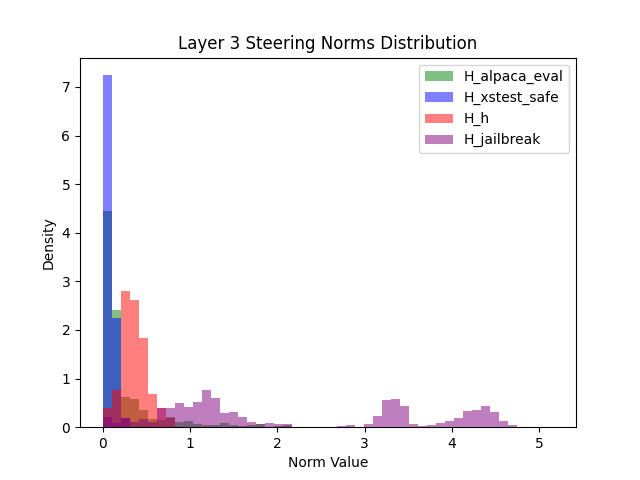 Layer 3 Steering Norms Distribution
H_alpaca_eval
H_xstest_safe
H_h
H_jailbreak
Density
7
6
5
4
3
2
1
0
0 1 2 3 4 5
Norm Value